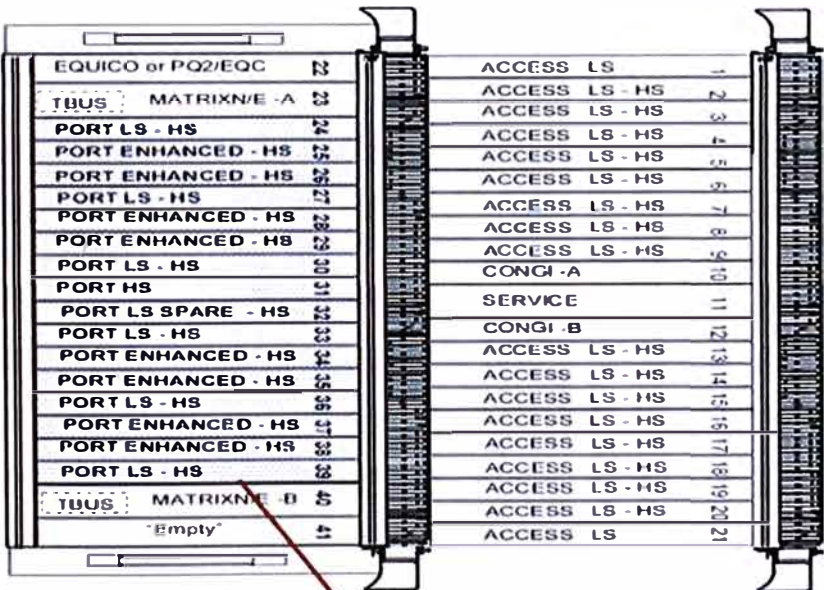 EQUICO or PQ2/EQC 22
TBUS MATRIXN/E -A 23
PORT LS - HS 24
PORT ENHANCED - HS 25
PORT ENHANCED - HS 26
PORT LS - HS 27
PORT ENHANCED - HS 28
PORT ENHANCED - HS 29
PORT LS - HS 30
PORT HS 31
PORT LS SPARE - HS 32
PORT LS - HS 33
PORT ENHANCED - HS 34
PORT ENHANCED - HS 35
PORT LS - HS 36
PORT ENHANCED - HS 37
PORT ENHANCED - HS 38
PORT LS - HS 39
TBUS MATRIXN/E -B 40
"Empty" 41
ACCESS LS 1
ACCESS LS - HS 2
ACCESS LS - HS 3
ACCESS LS - HS 4
ACCESS LS - HS 5
ACCESS LS - HS 6
ACCESS LS - HS 7
ACCESS LS - HS 8
ACCESS LS - HS 9
CONGI -A 10
SERVICE 11
CONGI -B 12
ACCESS LS - HS 13
ACCESS LS - HS 14
ACCESS LS - HS 15
ACCESS LS - HS 16
ACCESS LS - HS 17
ACCESS LS - HS 18
ACCESS LS - HS 19
ACCESS LS - HS 20
ACCESS LS 21